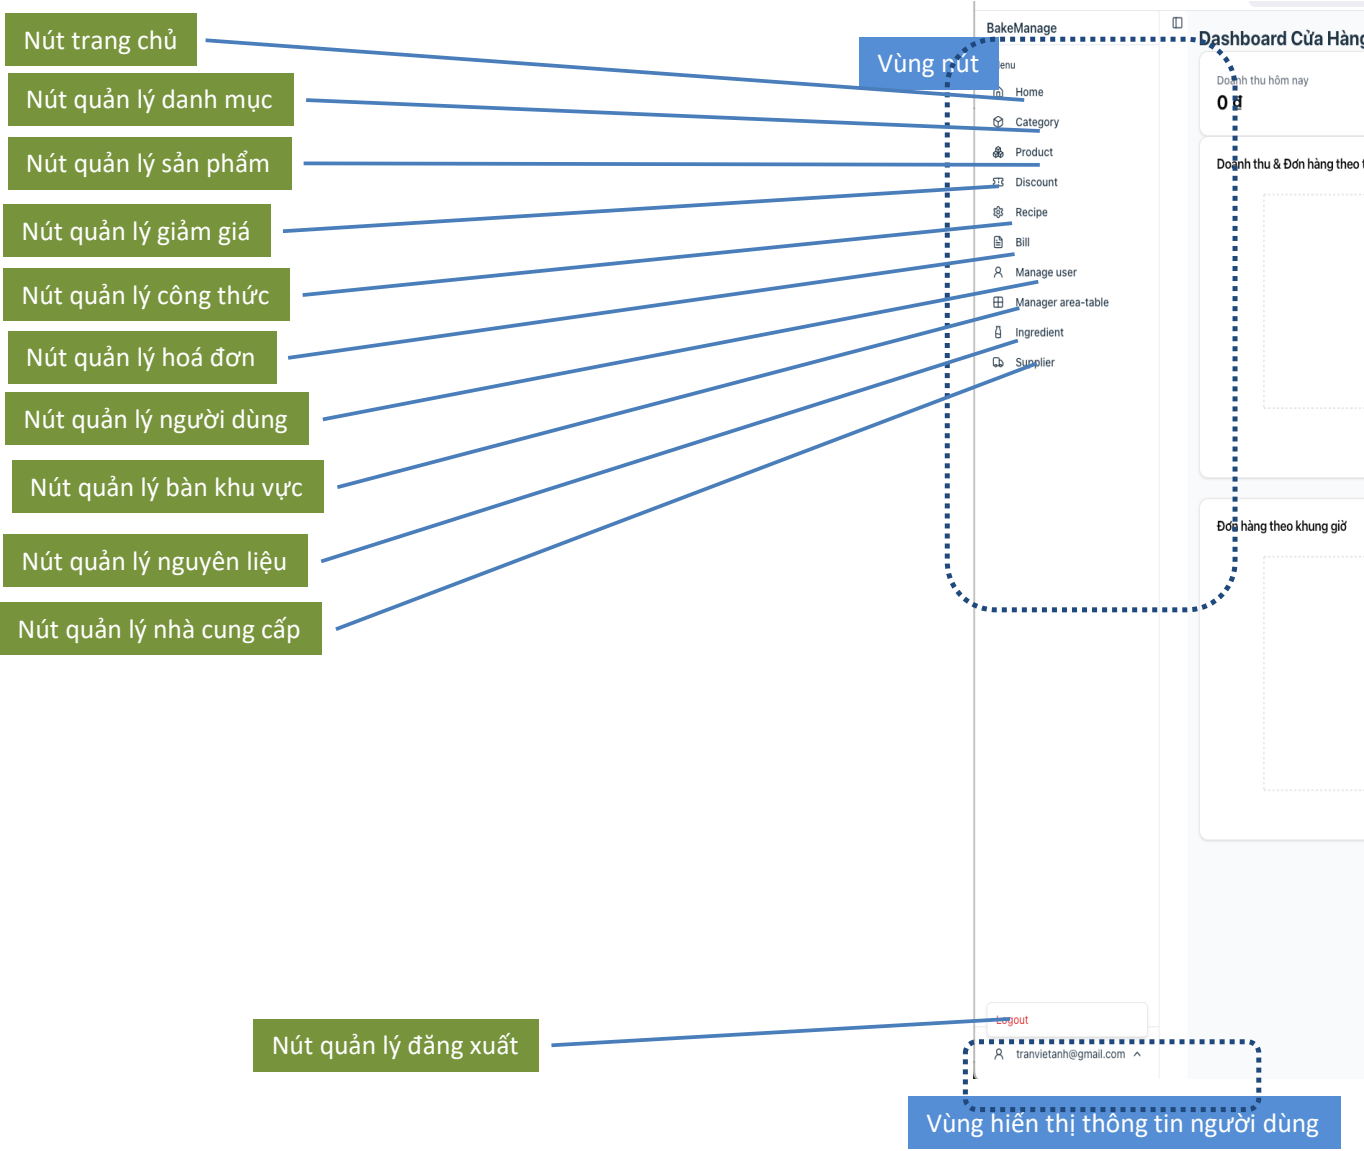 Nút trang chủ
Nút quản lý danh mục
Nút quản lý sản phẩm
Nút quản lý giảm giá
Nút quản lý công thức
Nút quản lý hoá đơn
Nút quản lý người dùng
Nút quản lý bàn khu vực
Nút quản lý nguyên liệu
Nút quản lý nhà cung cấp
Nút quản lý đăng xuất
Vùng nút
BakeManage
enu
Home
Category
Product
Discount
Recipe
Bill
Manage user
Manager area-table
Ingredient
Supplier
Logout
tranvietanh@gmail.com
Vùng hiển thị thông tin người dùng
Dashboard Cửa Hàng
Doanh thu hôm nay
0 đ
Doanh thu & Đơn hàng theo t
Đơn hàng theo khung giờ